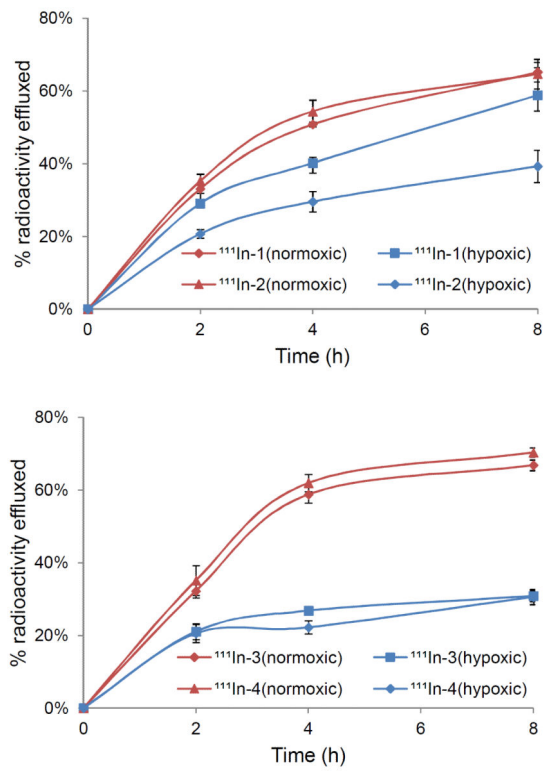 80%
60%
40%
20%
0%
% radioactivity effluxed
¹¹¹In-1(normoxic) ¹¹¹In-1(hypoxic)
¹¹¹In-2(normoxic) ¹¹¹In-2(hypoxic)
0 2 4 6 8
Time (h)
80%
60%
40%
20%
0%
% radioactivity effluxed
¹¹¹In-3(normoxic) ¹¹¹In-3(hypoxic)
¹¹¹In-4(normoxic) ¹¹¹In-4(hypoxic)
0 2 4 6 8
Time (h)